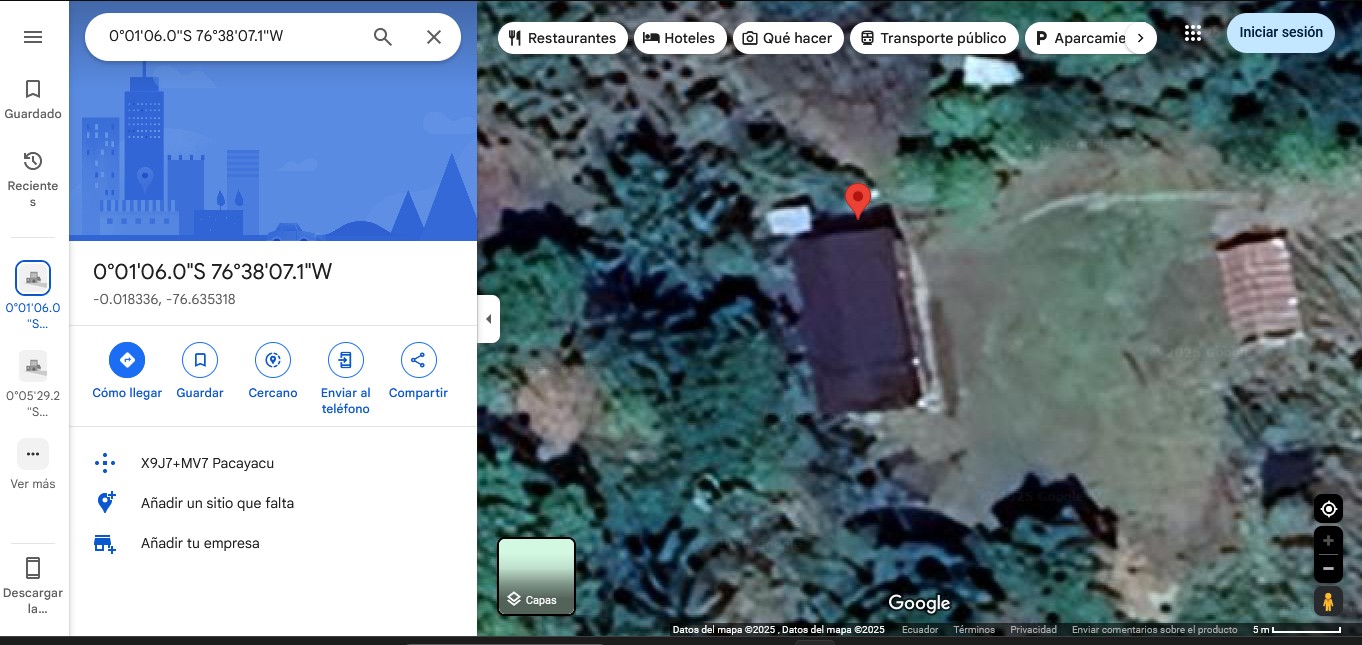 0°01'06.0"S 76°38'07.1"W
Restaurantes
Hoteles
Qué hacer
Transporte público
Aparcamie
Iniciar sesión
Guardado
Reciente
s
0°01'06.0
"S...
0°05'29.2
"S...
Ver más
Descargar
la...
0°01'06.0"S 76°38'07.1"W
-0.018336, -76.635318
Cómo llegar
Guardar
Cercano
Enviar al
teléfono
Compartir
X9J7+MV7 Pacayacu
Añadir un sitio que falta
Añadir tu empresa
Capas
Google
Datos del mapa ©2025 , Datos del mapa ©2025
Ecuador
Términos
Privacidad
Enviar comentarios sobre el producto
5 m